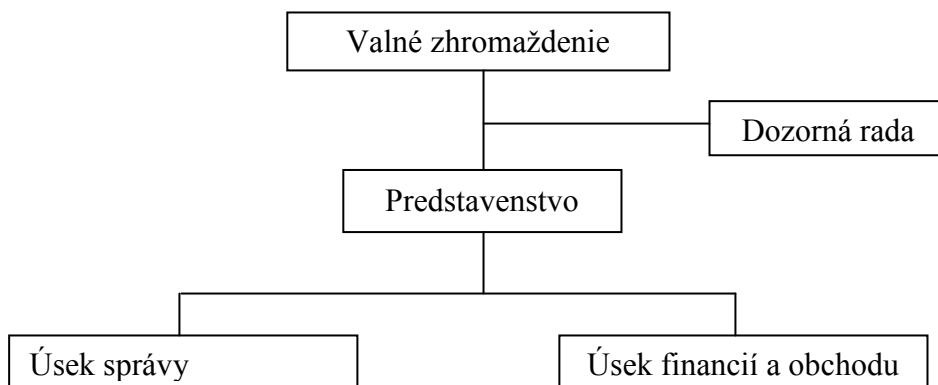 Valné zhromaždenie
Dozorná rada
Predstavenstvo
Úsek správy
Úsek financií a obchodu